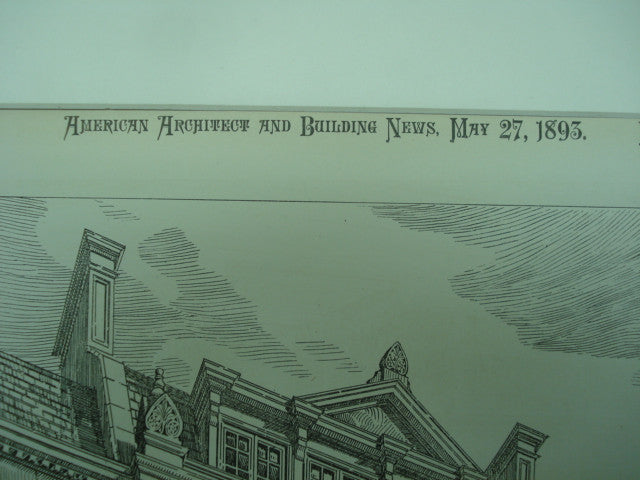 American Architect and Building News, May 27, 1893.